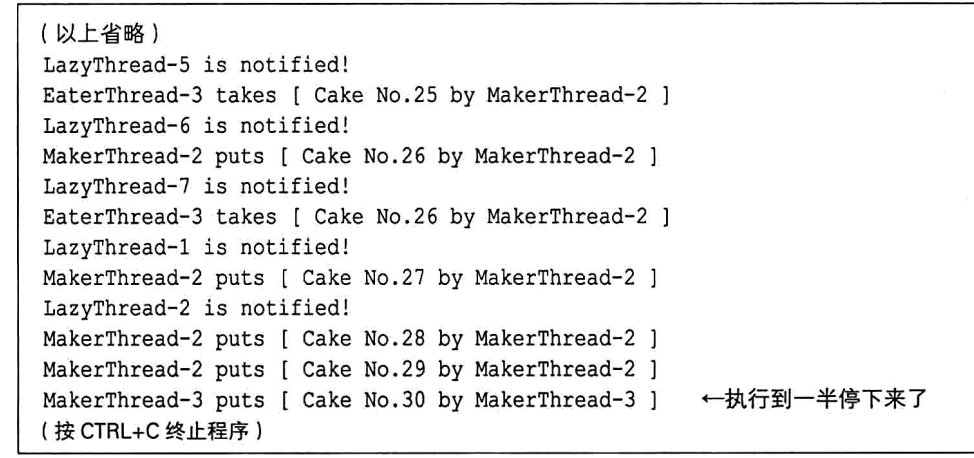 (以上省略)
LazyThread-5 is notified!
EaterThread-3 takes [ Cake No.25 by MakerThread-2 ]
LazyThread-6 is notified!
MakerThread-2 puts [ Cake No.26 by MakerThread-2 ]
LazyThread-7 is notified!
EaterThread-3 takes [ Cake No.26 by MakerThread-2 ]
LazyThread-1 is notified!
MakerThread-2 puts [ Cake No.27 by MakerThread-2 ]
LazyThread-2 is notified!
MakerThread-2 puts [ Cake No.28 by MakerThread-2 ]
MakerThread-2 puts [ Cake No.29 by MakerThread-2 ]
MakerThread-3 puts [ Cake No.30 by MakerThread-3 ] ←执行到一半停下来了
(按 CTRL+C 终止程序)